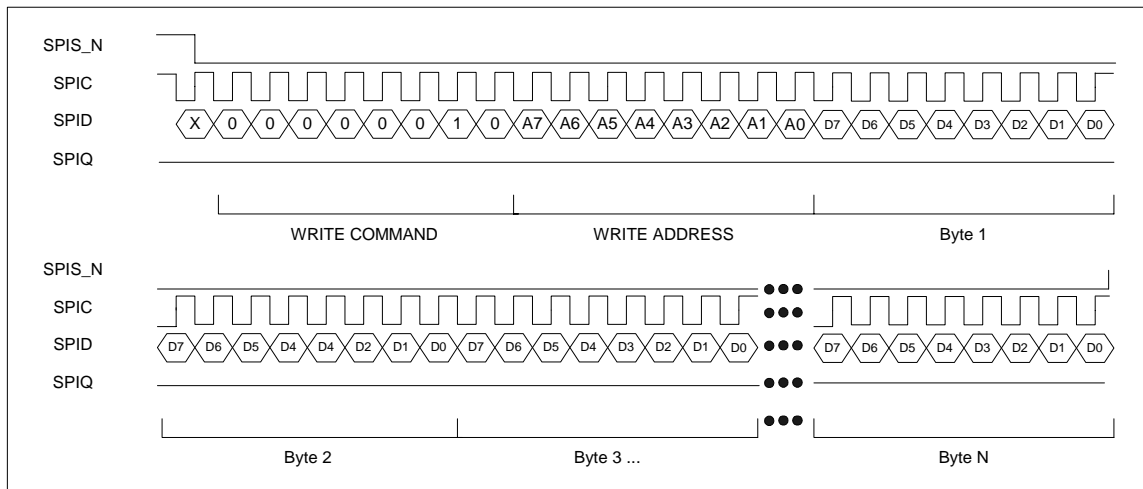 SPIS_N
SPIC
SPID X 0 0 0 0 0 0 1 0 A7 A6 A5 A4 A3 A2 A1 A0 D7 D6 D5 D4 D3 D2 D1 D0
SPIQ
WRITE COMMAND WRITE ADDRESS Byte 1
SPIS_N
SPIC
SPID D7 D6 D5 D4 D4 D2 D1 D0 D7 D6 D5 D4 D3 D2 D1 D0 D7 D6 D5 D4 D3 D2 D1 D0
SPIQ
Byte 2 Byte 3 ... Byte N